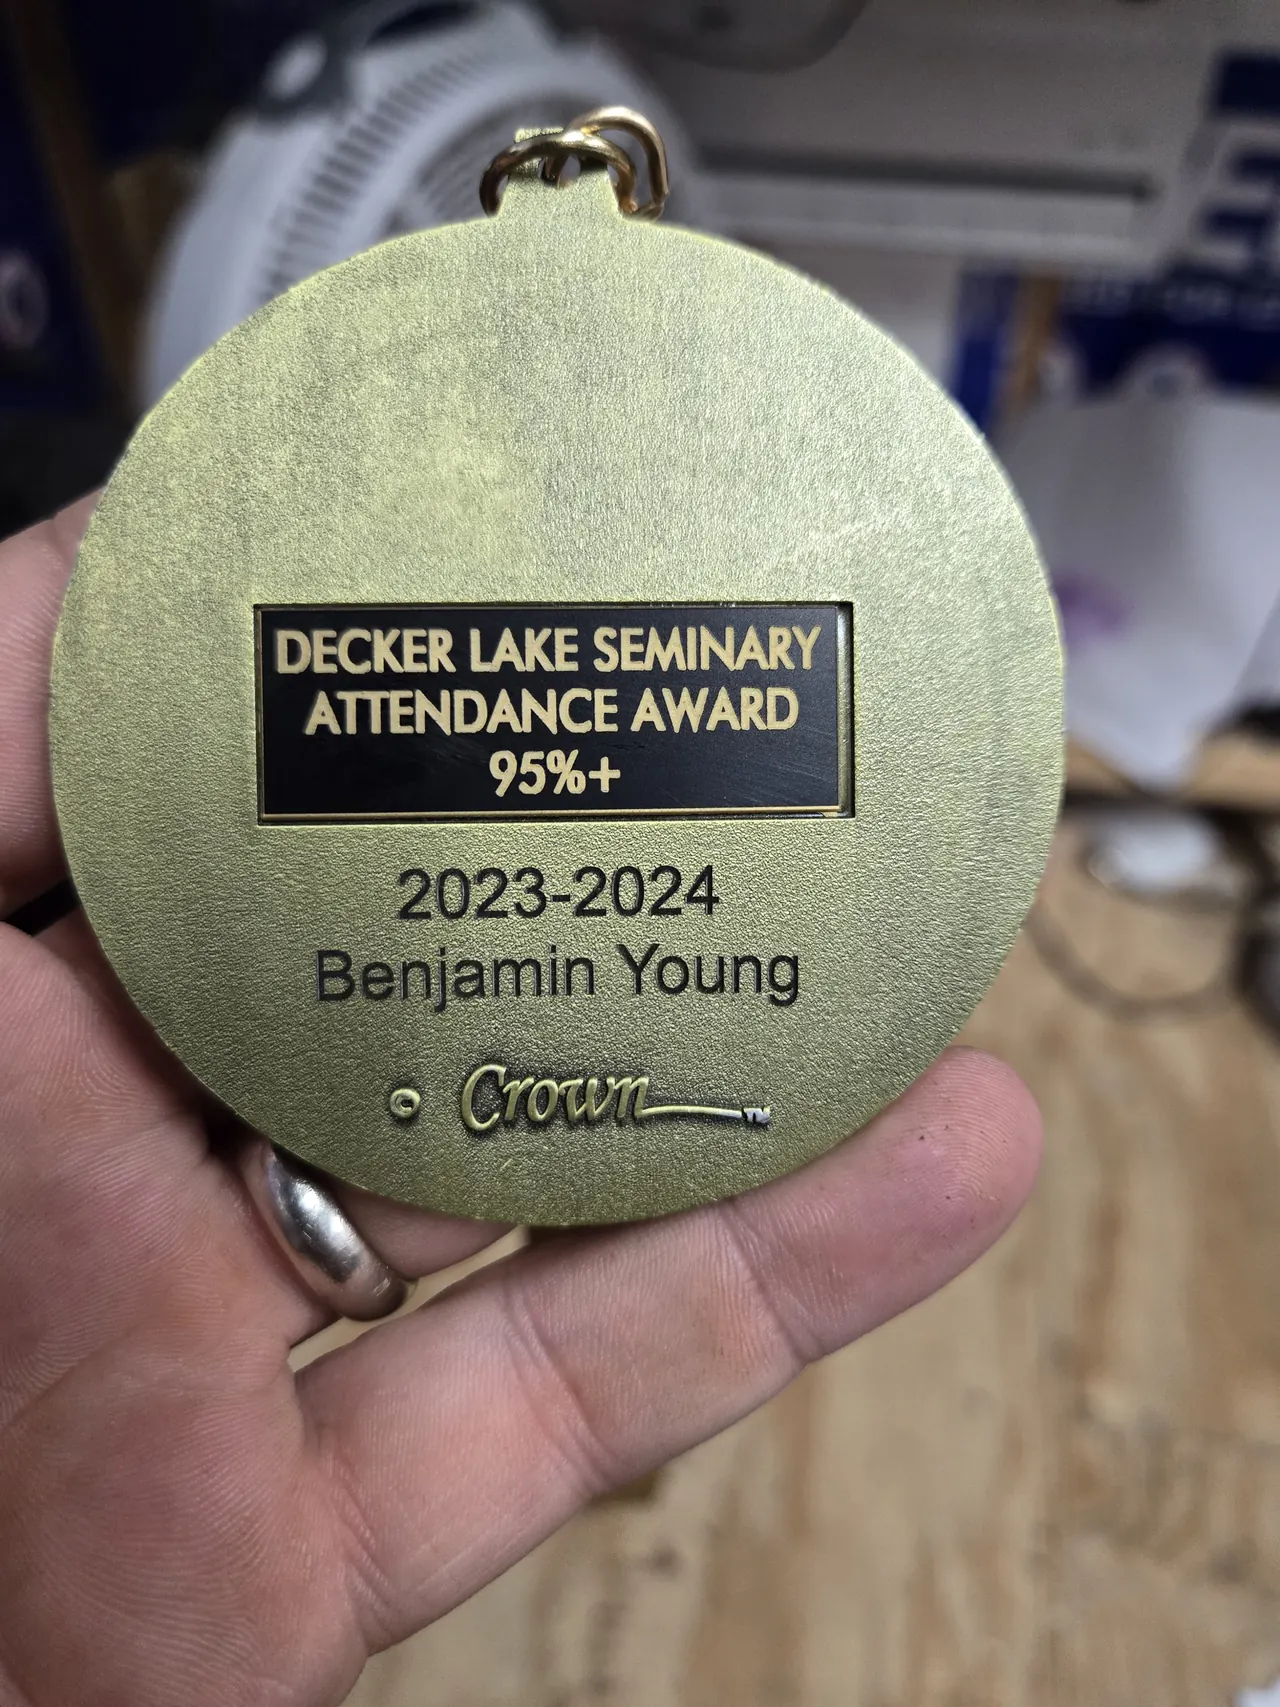 DECKER LAKE SEMINARY
ATTENDANCE AWARD
95%+
2023-2024
Benjamin Young
© Crown TM